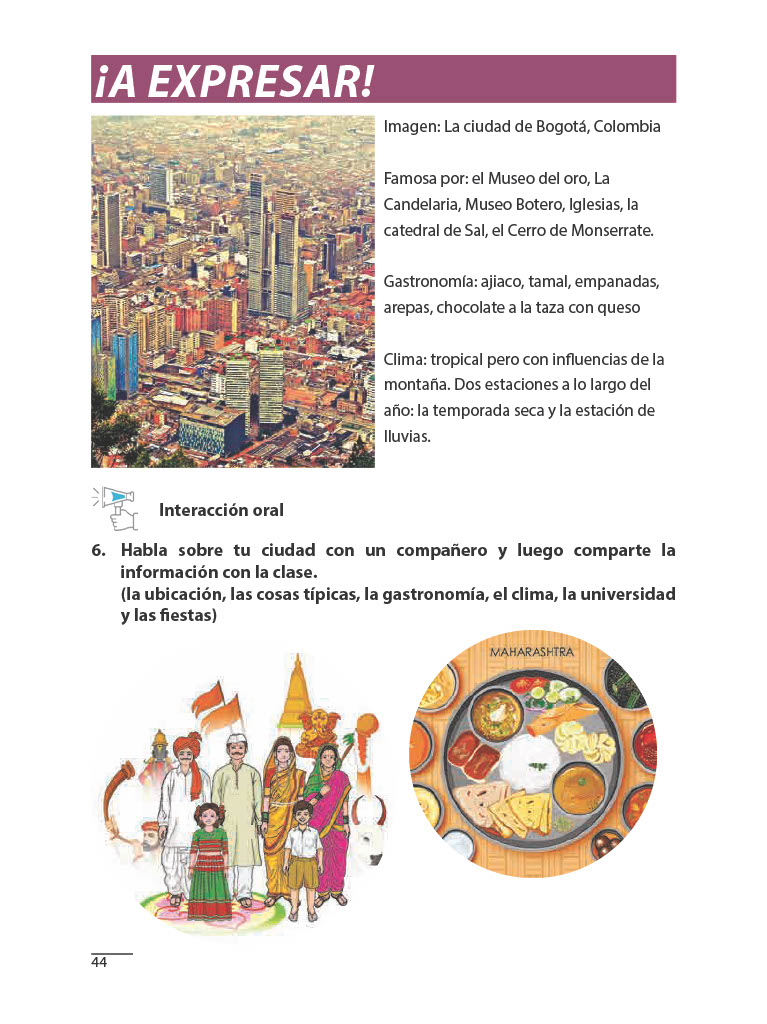 ¡A EXPRESAR!
Imagen: La ciudad de Bogotá, Colombia
Famosa por: el Museo del oro, La
Candelaria, Museo Botero, Iglesias, la
catedral de Sal, el Cerro de Monserrate.
Gastronomía: ajiaco, tamal, empanadas,
arepas, chocolate a la taza con queso
Clima: tropical pero con influencias de la
montaña. Dos estaciones a lo largo del
año: la temporada seca y la estación de
lluvias.
Interacción oral
6. Habla sobre tu ciudad con un compañero y luego comparte la
información con la clase.
(la ubicación, las cosas típicas, la gastronomía, el clima, la universidad
y las fiestas)
MAHARASHTRA
44